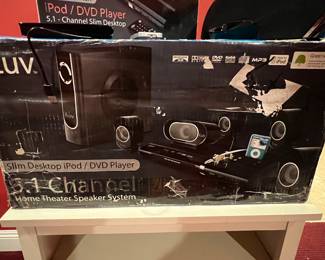 iPod / DVD Player
5.1 - Channel Slim Desktop
LUV
MP3
Slim Desktop iPod / DVD Player
5.1 Channel
Home Theater Speaker System